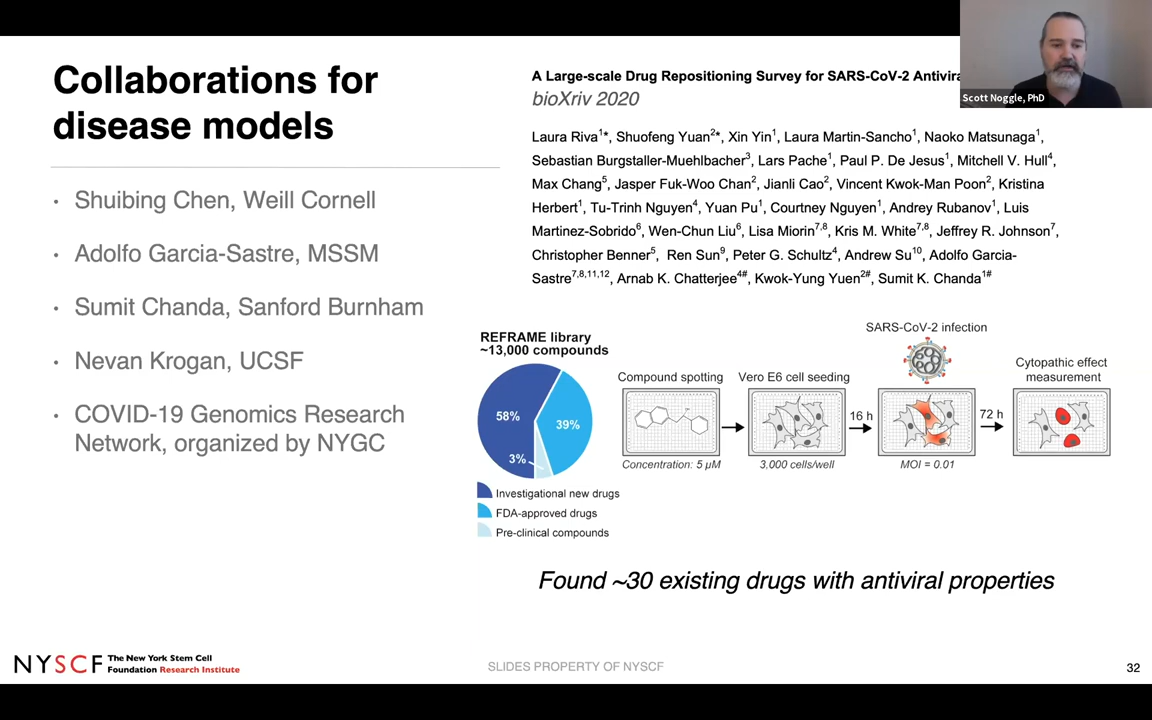 Collaborations for
disease models
• Shuibing Chen, Weill Cornell
• Adolfo Garcia-Sastre, MSSM
• Sumit Chanda, Sanford Burnham
• Nevan Krogan, UCSF
• COVID-19 Genomics Research
Network, organized by NYGC
A Large-scale Drug Repositioning Survey for SARS-CoV-2
bioXriv 2020
Laura Riva1*, Shuofeng Yuan2*, Xin Yin1, Laura Martin-Sancho1, Naoko Matsunaga1,
Sebastian Burgstaller-Muehlbacher3, Lars Pache1, Paul P. De Jesus1, Mitchell V. Hull4,
Max Chang5, Jasper Fuk-Woo Chan2, Jianli Cao2, Vincent Kwok-Man Poon2, Kristina
Herbert1, Tu-Trinh Nguyen4, Yuan Pu1, Courtney Nguyen1, Andrey Rubanov1, Luis
Martinez-Sobrido6, Wen-Chun Liu6, Lisa Miorin7,8, Kris M. White7,8, Jeffrey R. Johnson7,
Christopher Benner5, Ren Sun9, Peter G. Schultz4, Andrew Su10, Adolfo Garcia-
Sastre7,8,11,12, Arnab K. Chatterjee4#, Kwok-Yung Yuen2#, Sumit K. Chanda1#
Scott Noggle, PhD
REFRAME library
~13,000 compounds
58%
39%
3%
Investigational new drugs
FDA-approved drugs
Pre-clinical compounds
Compound spotting
Concentration: 5 µM
Vero E6 cell seeding
3,000 cells/well
16 h
SARS-CoV-2 infection
MOI = 0.01
72 h
Cytopathic effect
measurement
Found ~30 existing drugs with antiviral properties
NYSCF The New York Stem Cell
Foundation Research Institute
SLIDES PROPERTY OF NYSCF
32